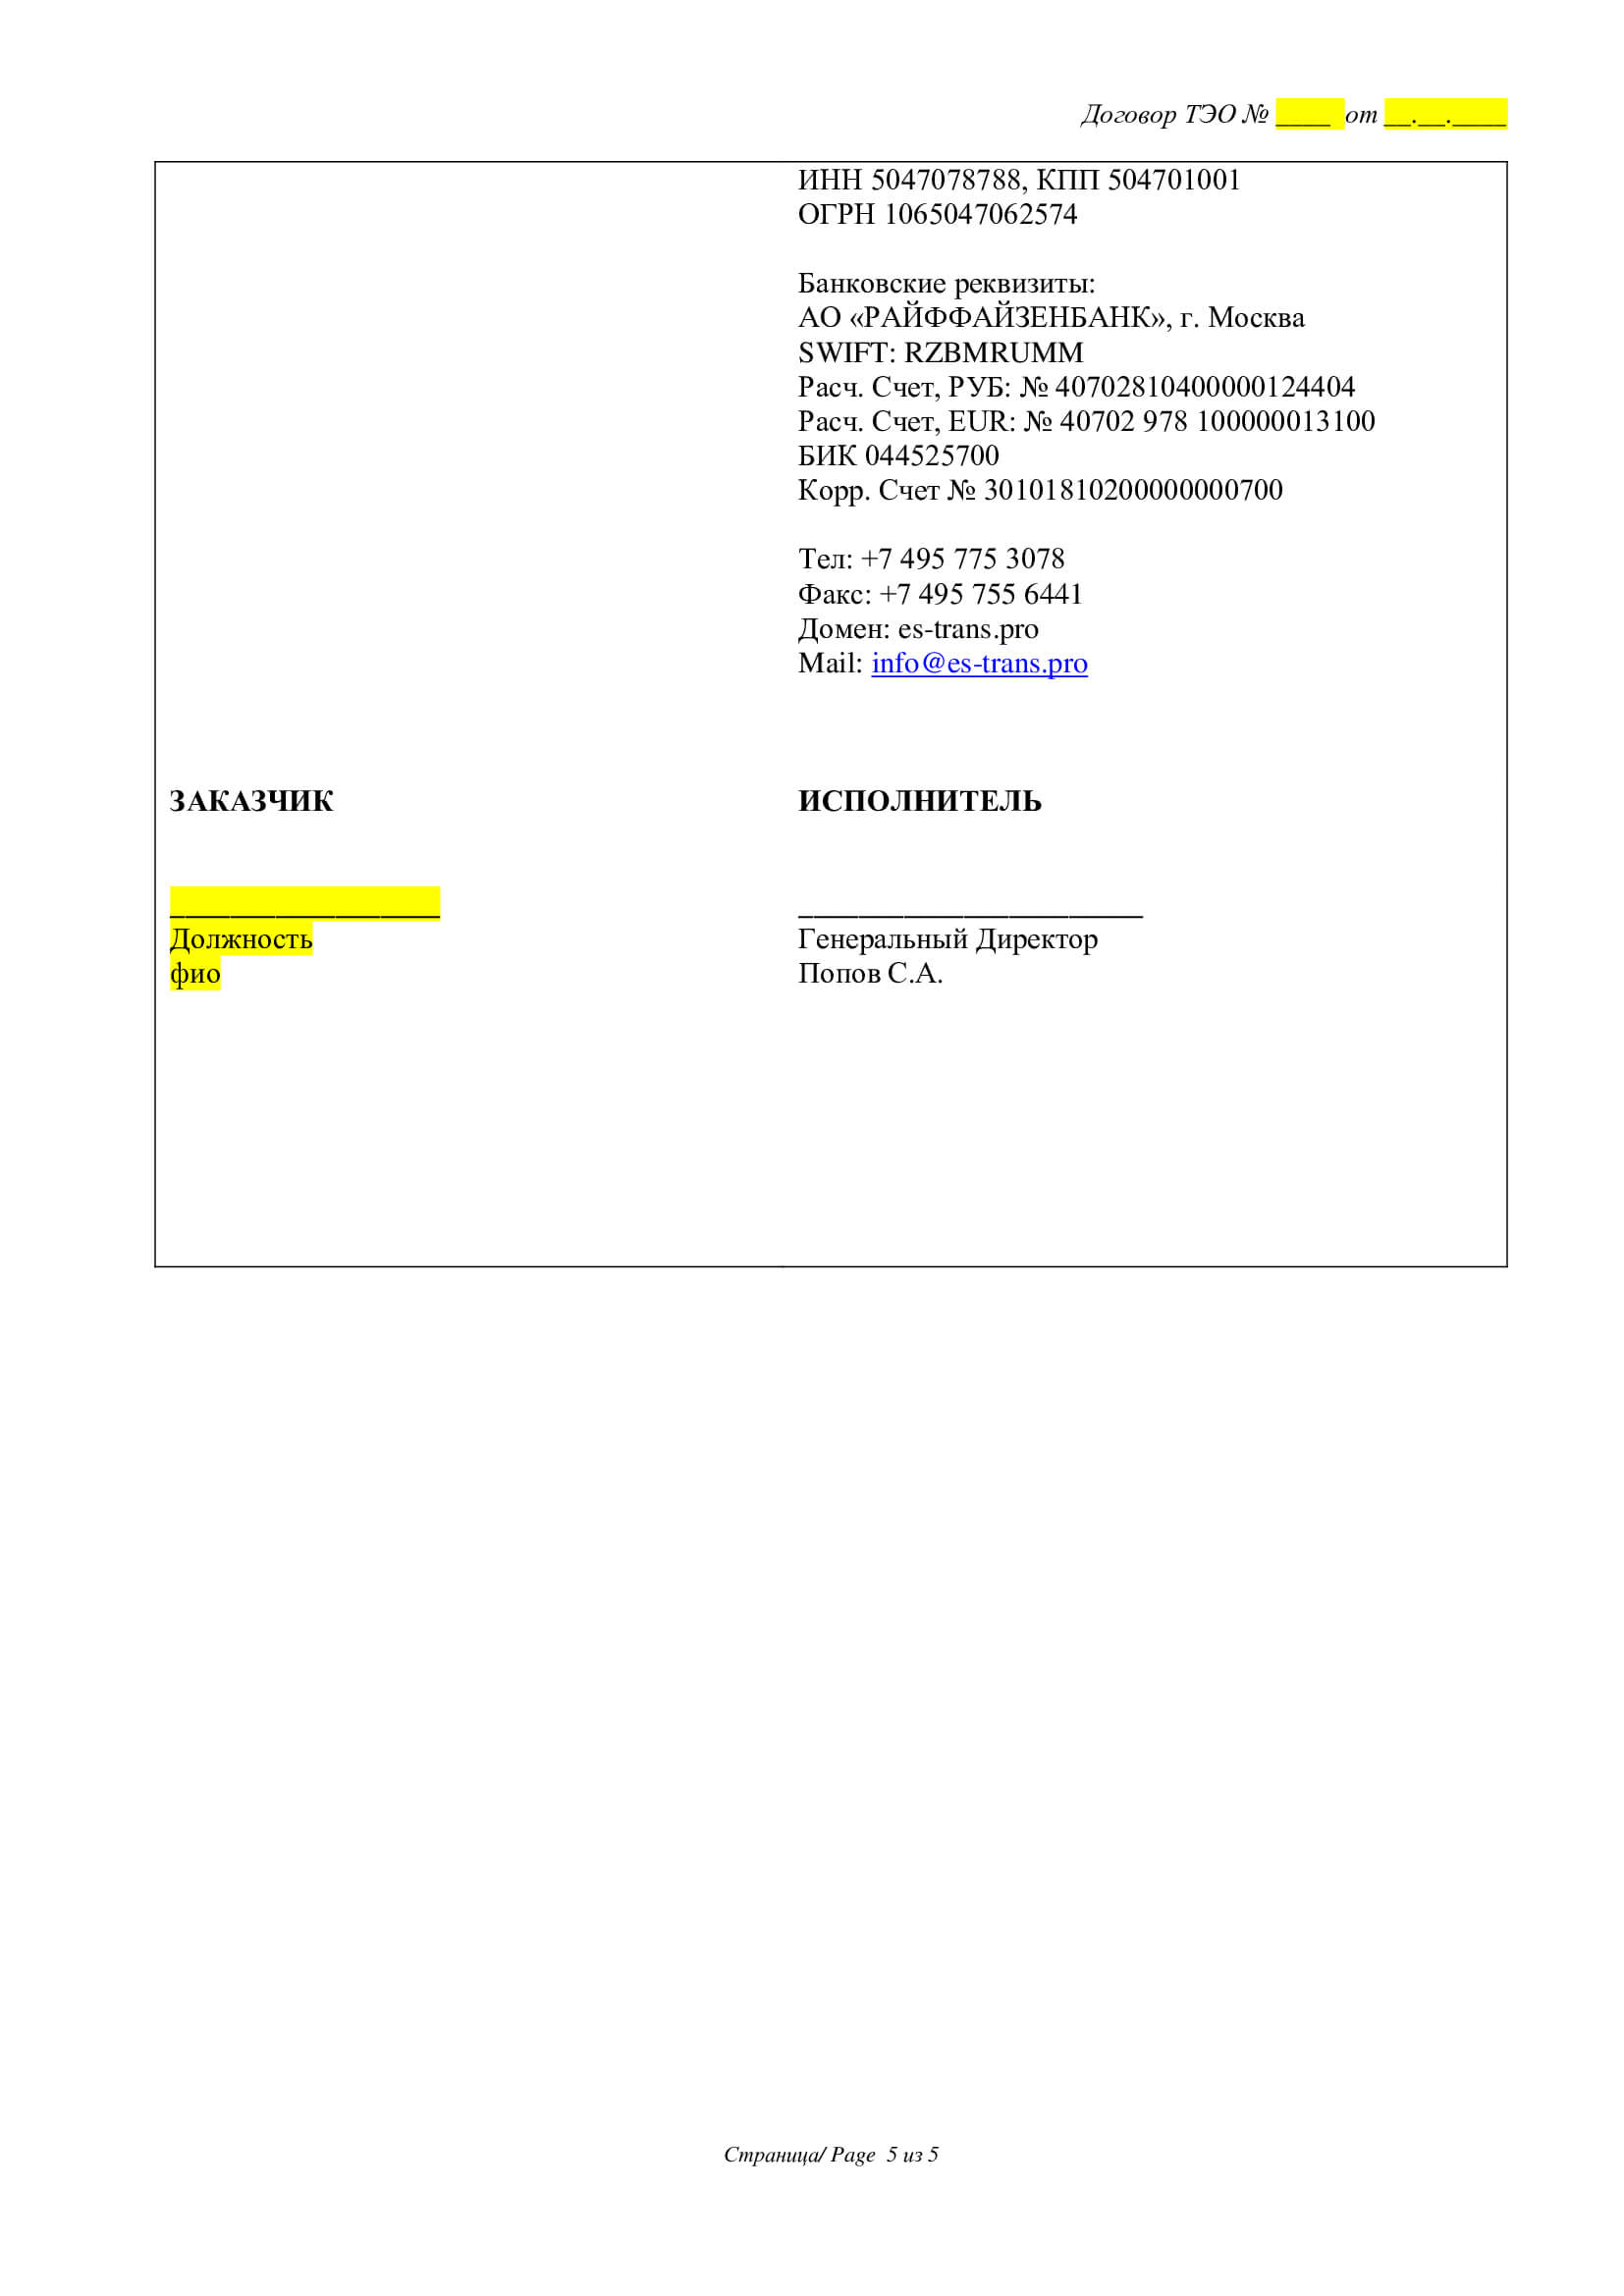 Договор ТЭО № ____ от __.__.____
ИНН 5047078788, КПП 504701001
ОГРН 1065047062574
Банковские реквизиты:
АО «РАЙФФАЙЗЕНБАНК», г. Москва
SWIFT: RZBMRUMM
Расч. Счет, РУБ: № 40702810400000124404
Расч. Счет, EUR: № 40702 978 100000013100
БИК 044525700
Корр. Счет № 30101810200000000700
Тел: +7 495 775 3078
Факс: +7 495 755 6441
Домен: es-trans.pro
Mail: info@es-trans.pro
ЗАКАЗЧИК
__________________
Должность
фио
ИСПОЛНИТЕЛЬ
_______________________
Генеральный Директор
Попов С.А.
Страница/ Page 5 из 5